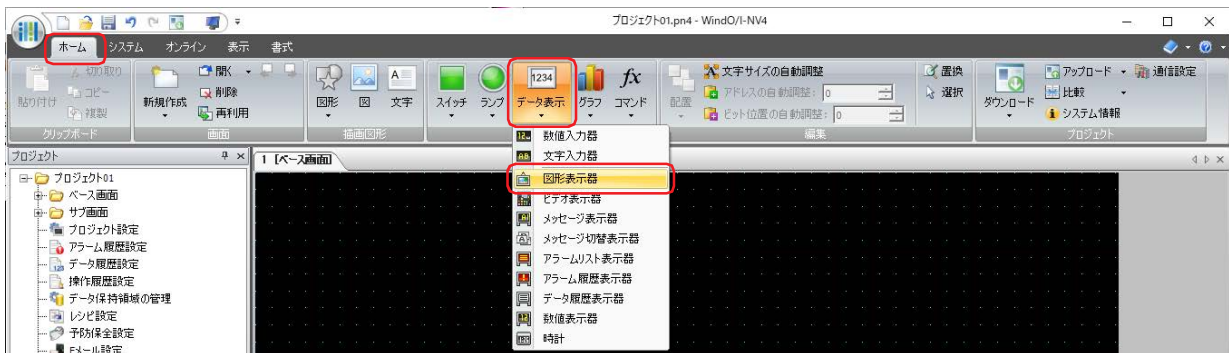 プロジェクト01.pn4 - WindO/I-NV4
ホーム システム オンライン 表示 書式
貼り付け
切り取り
コピー
複製
クリップボード
新規作成
開く
削除
再利用
画面
図形 図 文字
描画図形
スイッチ ランプ データ表示 グラフ コマンド
1234
fx
配置
文字サイズの自動調整
アドレスの自動調整: 0
ビット位置の自動調整: 0
置換
選択
編集
ダウンロード
アップロード
比較
システム情報
通信設定
プロジェクト
プロジェクト
1 [ベース画面]
プロジェクト01
ベース画面
サブ画面
プロジェクト設定
アラーム履歴設定
データ履歴設定
操作履歴設定
データ保持領域の管理
レシピ設定
予防保全設定
Eメール設定
数値入力器
文字入力器
図形表示器
ビデオ表示器
メッセージ表示器
メッセージ切替表示器
アラームリスト表示器
アラーム履歴表示器
データ履歴表示器
数値表示器
時計